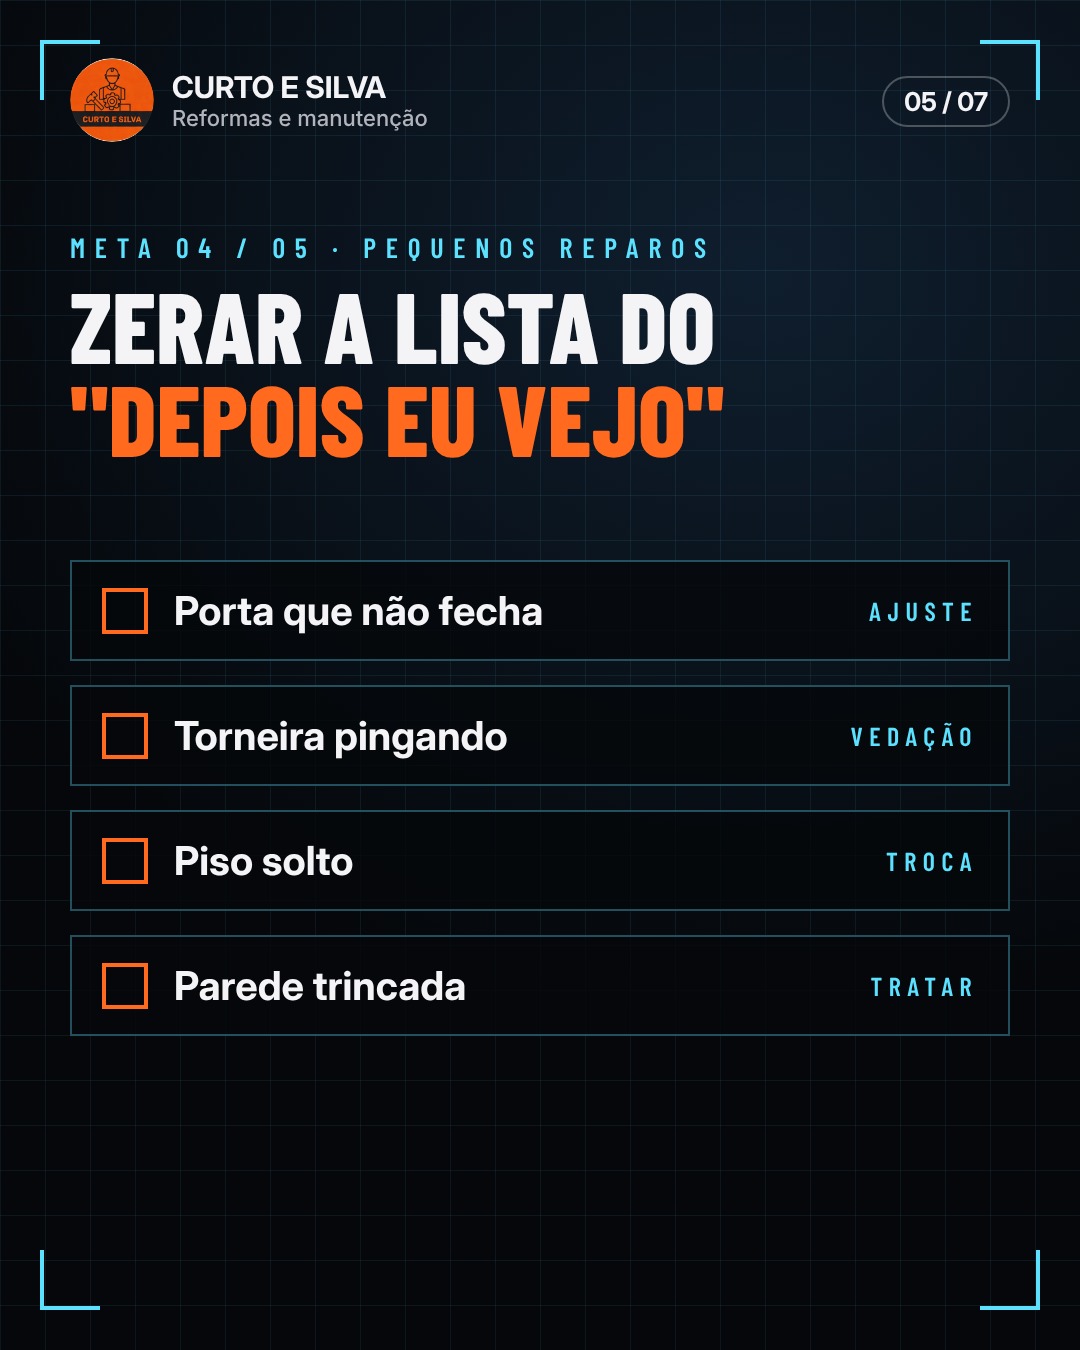 CURTO E SILVA
CURTO E SILVA
Reformas e manutenção
05 / 07
META 04 / 05 · PEQUENOS REPAROS
ZERAR A LISTA DO
"DEPOIS EU VEJO"
Porta que não fecha
AJUSTE
Torneira pingando
VEDAÇÃO
Piso solto
TROCA
Parede trincada
TRATAR